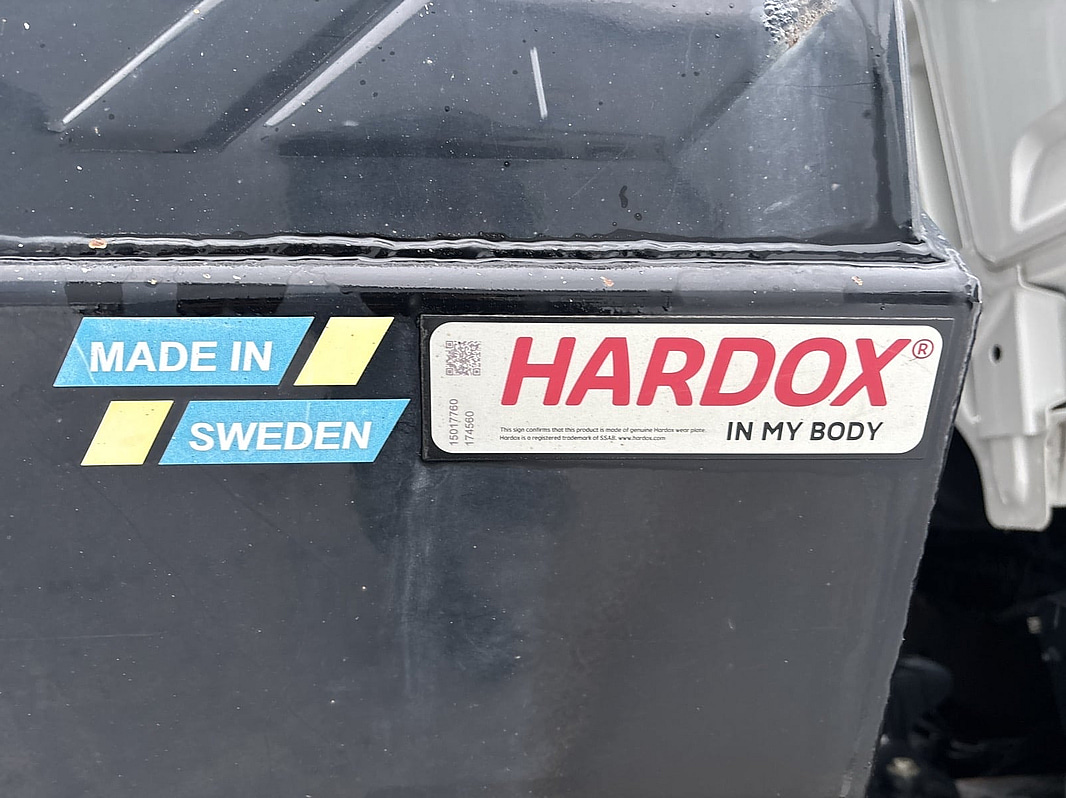 MADE IN
SWEDEN
15017760
174560
HARDOX®
This sign confirms that this product is made of genuine Hardox wear plate.
Hardox is a registered trademark of SSAB. www.hardox.com
IN MY BODY